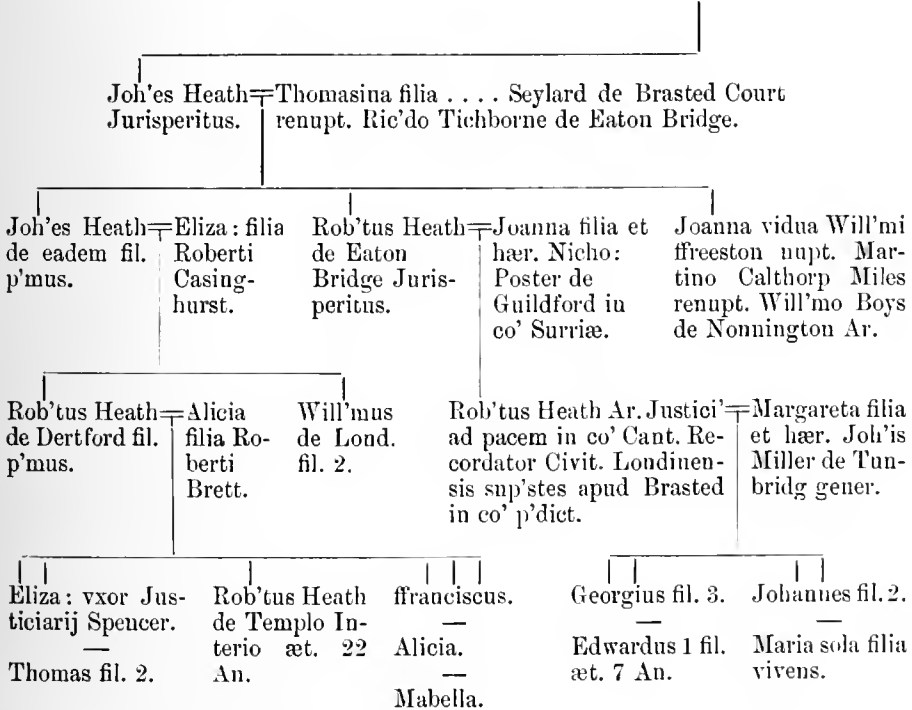 Joh'es Heath=Thomasina filia . . . . Seylard de Brasted Court
Jurisperitus. renupt. Ric'do Tichborne de Eaton Bridge.
Joh'es Heath=
de eadem fil.
p'mus.
Eliza: filia
Roberti
Casing-
hurst.
Rob'tus Heath=
de Eaton
Bridge Juris-
peritus.
Joanna filia et
hær. Nicho:
Poster de
Guildford in
co' Surriæ.
Joanna vidua Will'mi
ffreeston nupt. Mar-
tino Calthorp Miles
renupt. Will'mo Boys
de Nonnington Ar.
Rob'tus Heath=
de Dertford fil.
p'mus.
Alicia
filia Ro-
berti
Brett.
Will'mus
de Lond.
fil. 2.
Rob'tus Heath Ar. Justici'=
ad pacem in co' Cant. Re-
cordator Civit. Londinen-
sis sup'stes apud Brasted
in co' p'dict.
Margareta filia
et hær. Joh'is
Miller de Tun-
bridg gener.
Eliza: vxor Jus-
ticiarij Spencer.
—
Thomas fil. 2.
Rob'tus Heath
de Templo In-
terio æt. 22
An.
ffranciscus.
—
Alicia.
—
Mabella.
Georgius fil. 3.
—
Edwardus 1 fil.
æt. 7 An.
Johannes fil. 2.
—
Maria sola filia
vivens.